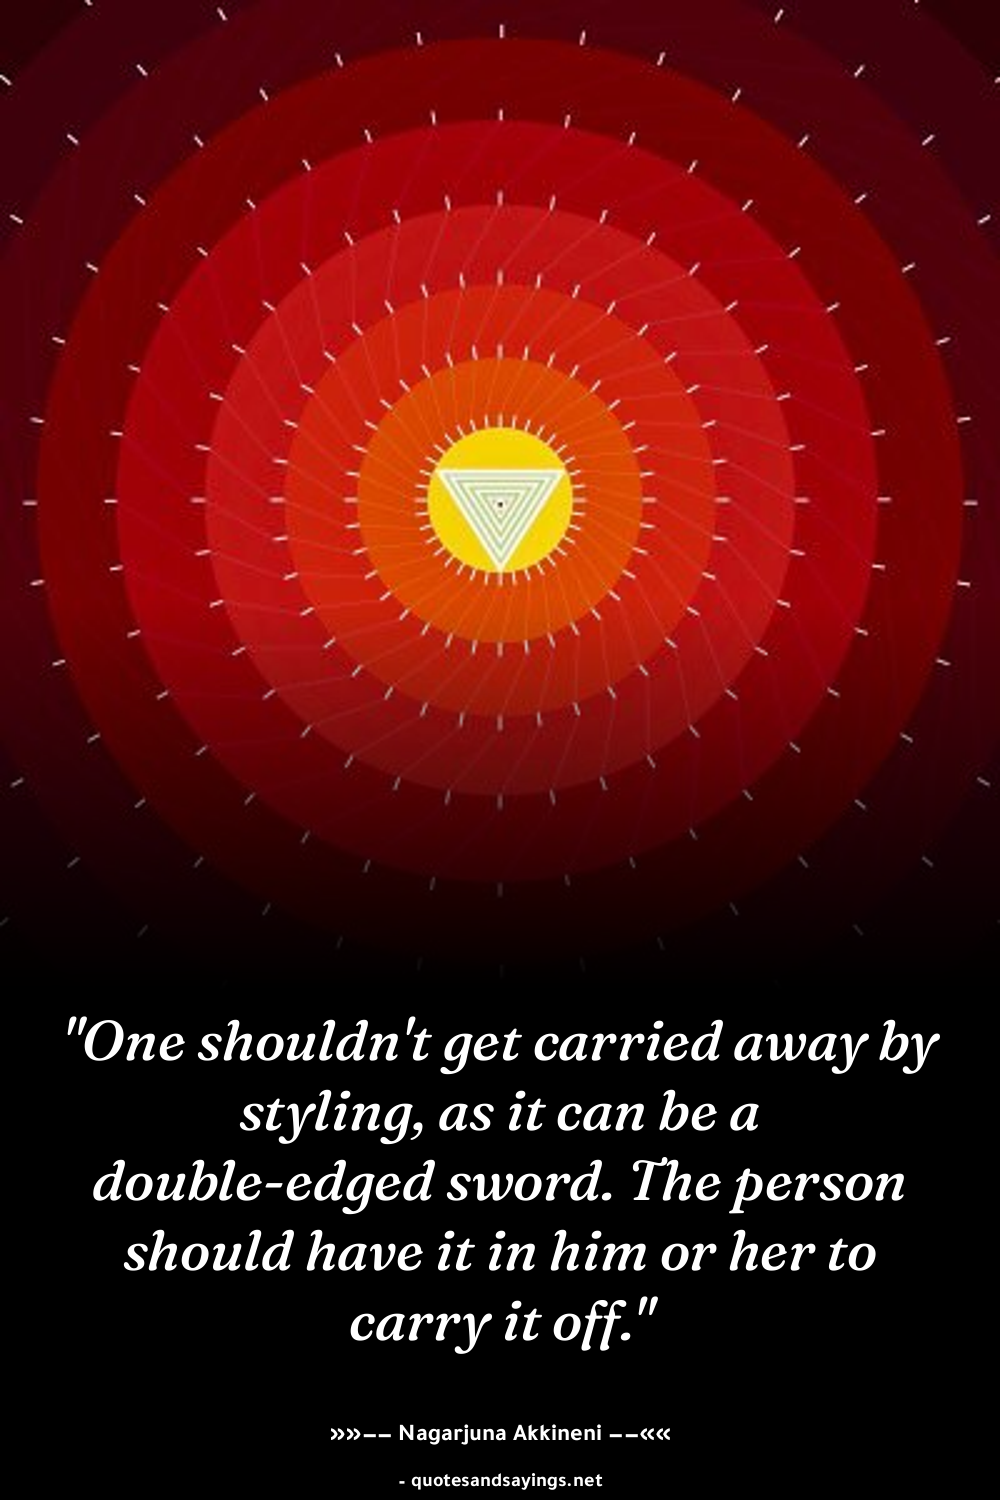 "One shouldn't get carried away by
styling, as it can be a
double-edged sword. The person
should have it in him or her to
carry it off."
»»−− Nagarjuna Akkineni −−««
- quotesandsayings.net